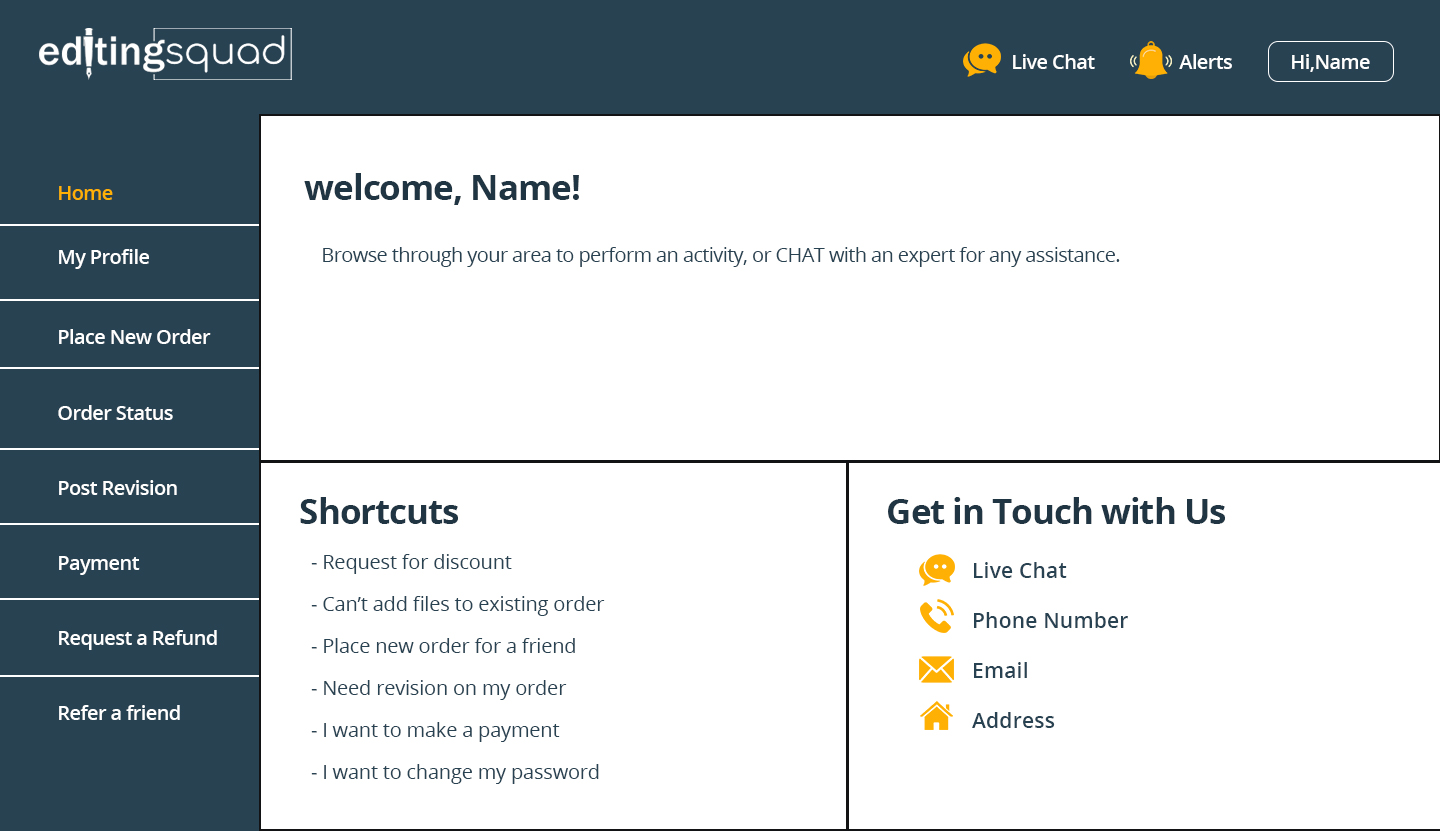 editingsquad
Live Chat
Alerts
Hi,Name
Home
My Profile
Place New Order
Order Status
Post Revision
Payment
Request a Refund
Refer a friend
welcome, Name!
Browse through your area to perform an activity, or CHAT with an expert for any assistance.
Shortcuts
- Request for discount
- Can’t add files to existing order
- Place new order for a friend
- Need revision on my order
- I want to make a payment
- I want to change my password
Get in Touch with Us
Live Chat
Phone Number
Email
Address